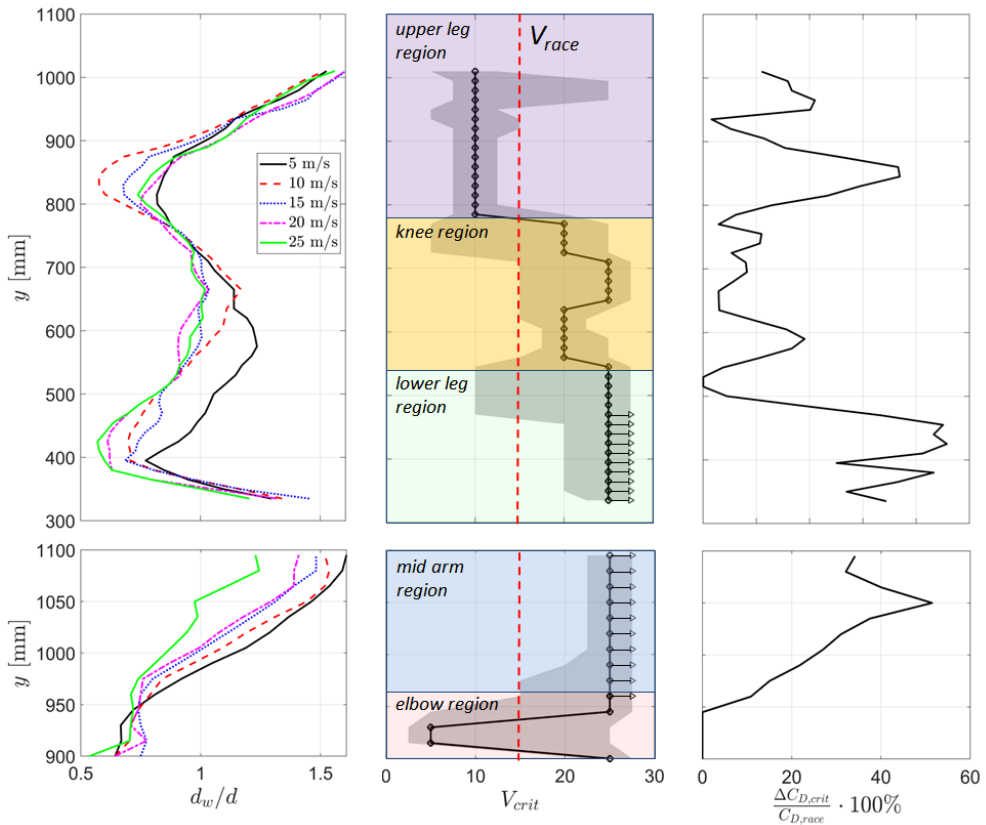 upper leg
region
V_race
1000
900
800
700
600
500
400
300
y [mm]
5 m/s
10 m/s
15 m/s
20 m/s
25 m/s
knee region
lower leg
region
1100
1050
1000
950
900
y [mm]
mid arm
region
elbow region
0.5 1 1.5
d_w/d
0 10 20 30
V_crit
0 20 40 60
ΔC_D,crit
C_D,race
· 100%